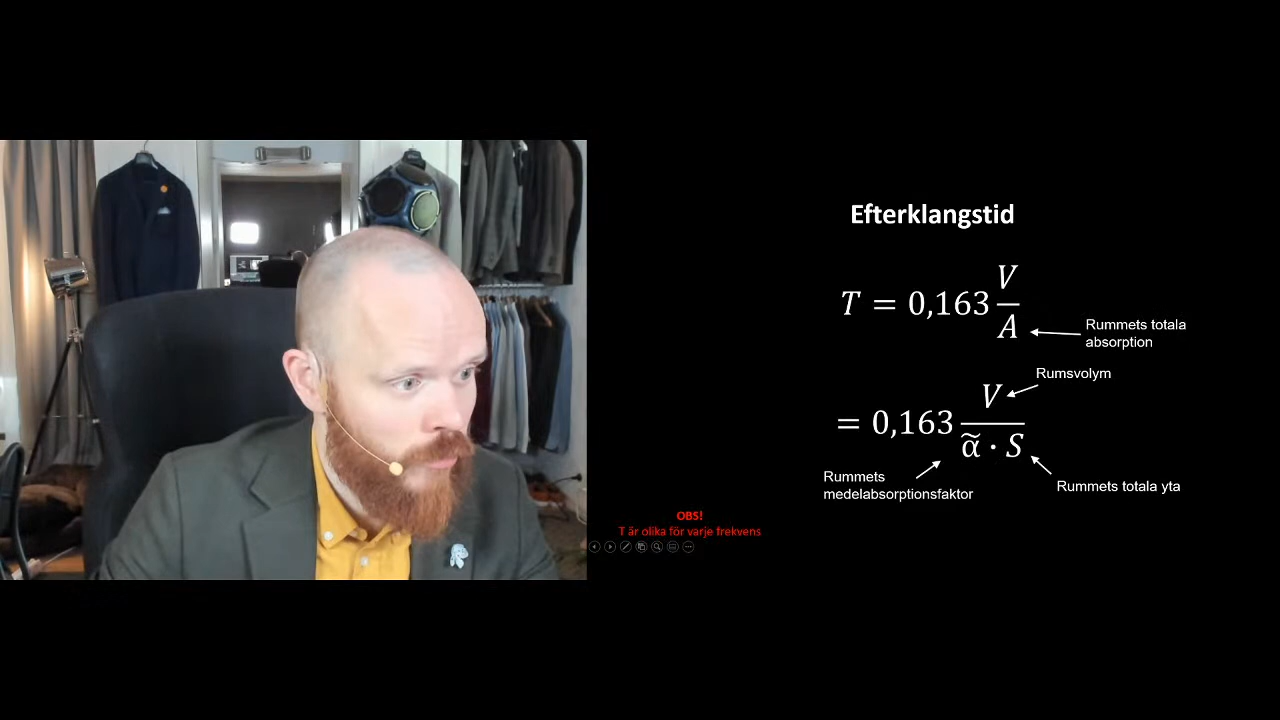 Efterklangstid
T = 0,163 V/A
Rummets totala
absorption
Rumsvolym
= 0,163 V/(α̃ · S)
Rummets
medelabsorptionsfaktor
Rummets totala yta
OBS!
T är olika för varje frekvens